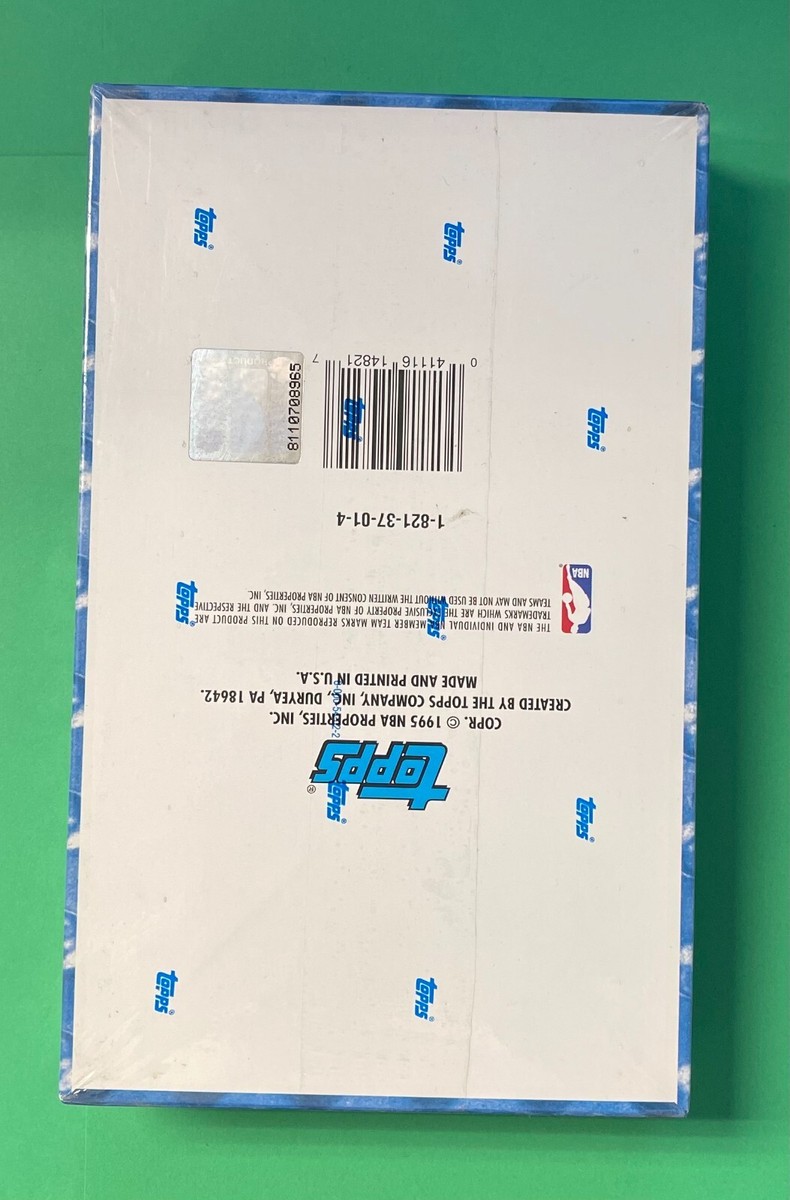 topps®
COPR. © 1995 NBA PROPERTIES, INC.
CREATED BY THE TOPPS COMPANY, INC., DURYEA, PA 18642.
MADE AND PRINTED IN U.S.A.
NBA
THE NBA AND INDIVIDUAL NBA MEMBER TEAM MARKS REPRODUCED ON THIS PRODUCT ARE
TRADEMARKS WHICH ARE THE EXCLUSIVE PROPERTY OF NBA PROPERTIES, INC. AND THE RESPECTIVE
TEAMS AND MAY NOT BE USED WITHOUT THE WRITTEN CONSENT OF NBA PROPERTIES, INC.
1-821-37-01-4
0 41116 14821 7
8110708965
topps®
topps®
topps®
topps
topps®
topps
topps®
topps®
topps®
topps®